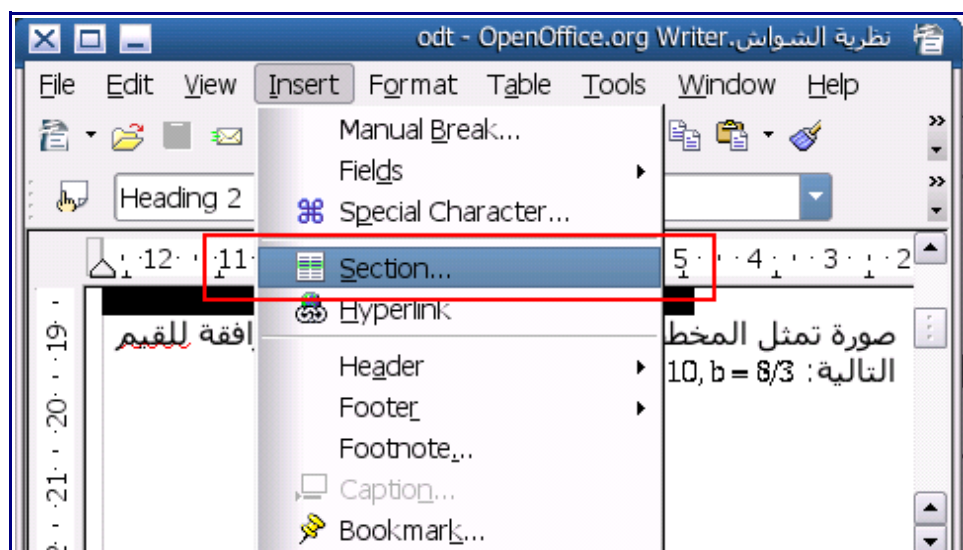 نظرية الشواش.odt - OpenOffice.org Writer
File Edit View Insert Format Table Tools Window Help
Manual Break...
Fields
Heading 2
Special Character...
12 11 5 4 3 2
Section...
Hyperlink
صورة تمثل المخط افقة للقيم
التالية: 10, b = 8/3
19
Header
20
Footer
Footnote...
21
Caption...
Bookmark...